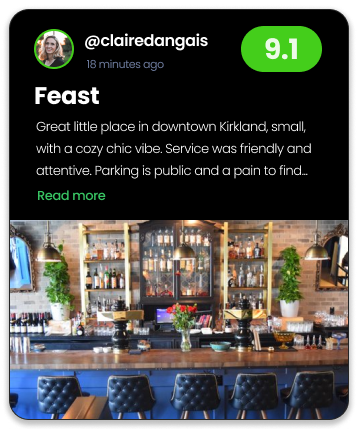 @clairedangais
9.1
18 minutes ago
Feast
Great little place in downtown Kirkland, small,
with a cozy chic vibe. Service was friendly and
attentive. Parking is public and a pain to find...
Read more